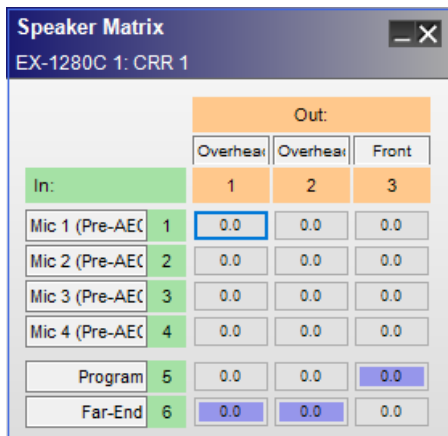 Speaker Matrix
EX-1280C 1: CRR 1
Out:
Overhea Overhea Front
In: 1 2 3
Mic 1 (Pre-AEC 1 0.0 0.0 0.0
Mic 2 (Pre-AEC 2 0.0 0.0 0.0
Mic 3 (Pre-AEC 3 0.0 0.0 0.0
Mic 4 (Pre-AEC 4 0.0 0.0 0.0
Program 5 0.0 0.0 0.0
Far-End 6 0.0 0.0 0.0